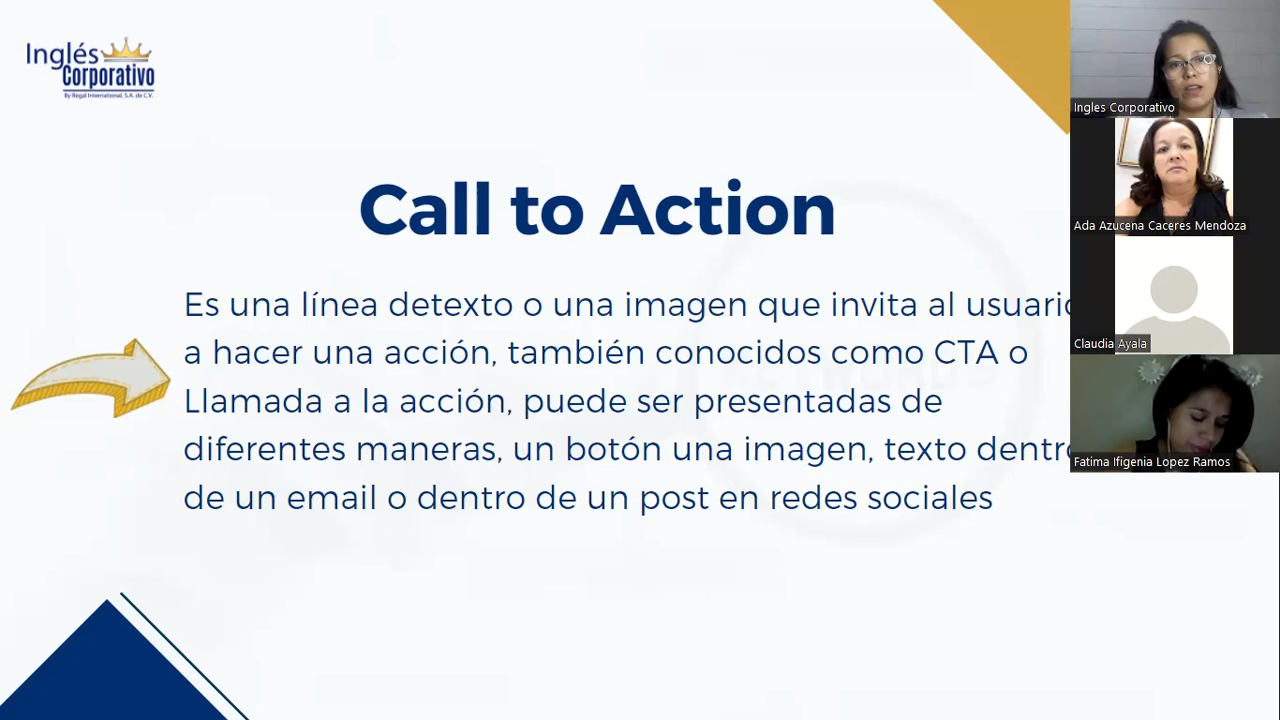 Inglés
Corporativo
By Regal International, S.A. de C.V.
Call to Action
Es una línea detexto o una imagen que invita al usuario
a hacer una acción, también conocidos como CTA o
Llamada a la acción, puede ser presentadas de
diferentes maneras, un botón una imagen, texto dentro
de un email o dentro de un post en redes sociales
Ingles Corporativo
Ada Azucena Caceres Mendoza
Claudia Ayala
Fatima Ifigenia Lopez Ramos